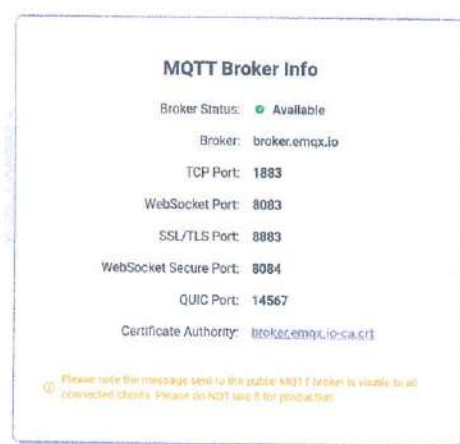 MQTT Broker Info
Broker Status: Available
Broker: broker.emqx.io
TCP Port: 1883
WebSocket Port: 8083
SSL/TLS Port: 8883
WebSocket Secure Port: 8084
QUIC Port: 14567
Certificate Authority: broker.emqx.io-ca.crt
Please note the message sent to the public MQTT broker is visible to all
connected clients. Please do NOT use it for production